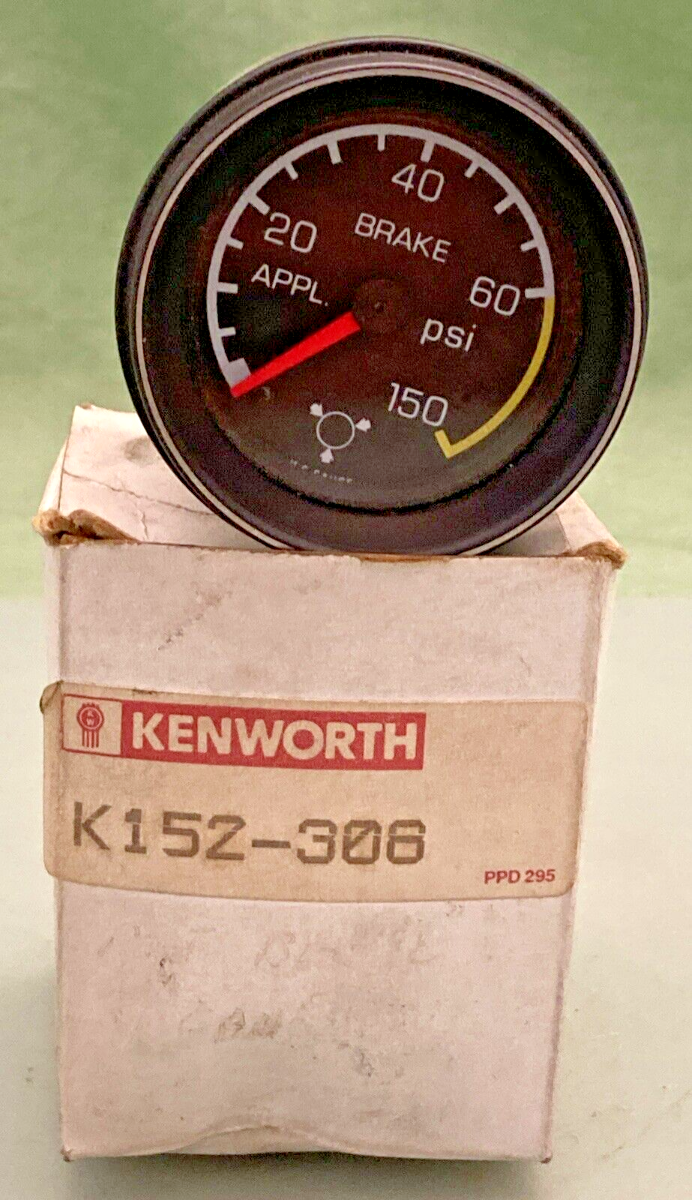 40
20
BRAKE
APPL.
60
psi
150
KENWORTH
K152-306
PPD 295